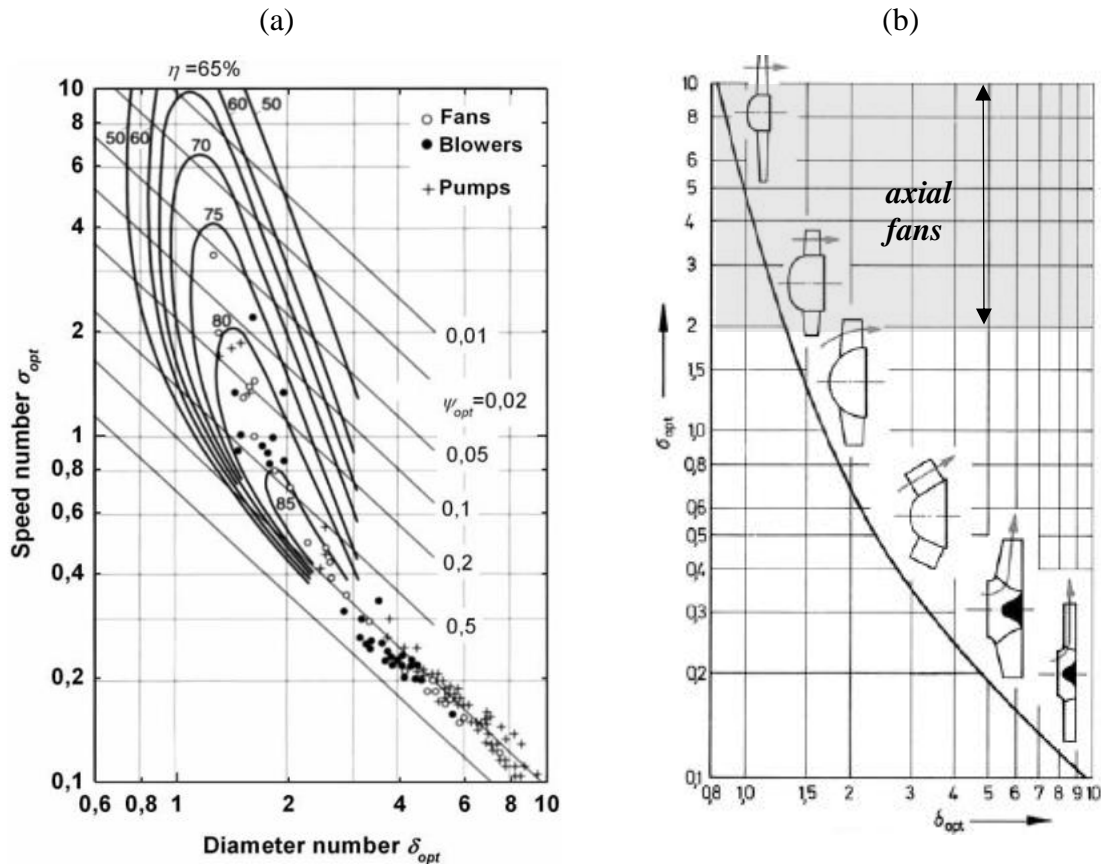 (a)
(b)
η =65%
10
8
6
4
2
1
0,8
0,6
0,4
0,2
0,1
50
60
60
50
70
75
80
85
Fans
Blowers
Pumps
0,01
ψopt=0,02
0,05
0,1
0,2
0,5
Speed number σopt
0,6 0,8 1 2 4 6 8 10
Diameter number δopt
10
8
6
5
4
3
2
1,5
1,0
0,8
0,6
0,5
0,4
0,3
0,2
0,1
axial
fans
σopt
0,8 1,0 1,5 2 3 4 5 6 7 8 9 10
δopt